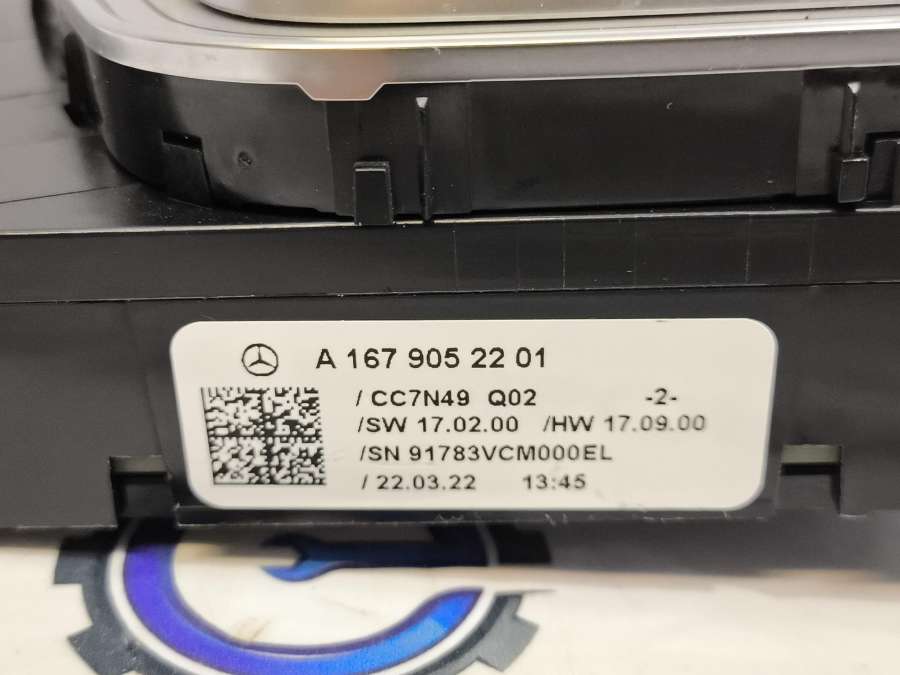 A 167 905 22 01
/ CC7N49 Q02 -2-
/SW 17.02.00 /HW 17.09.00
/SN 91783VCM000EL
/ 22.03.22 13:45